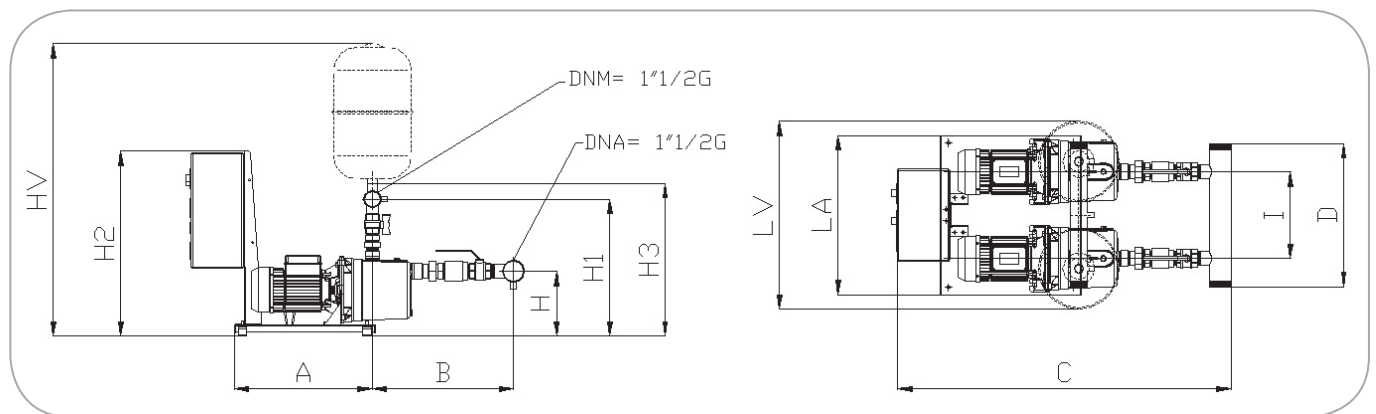 HV
H2
DNM= 1"1/2G
DNA= 1"1/2G
H
H1
H3
A
B
LV
LA
I
D
C